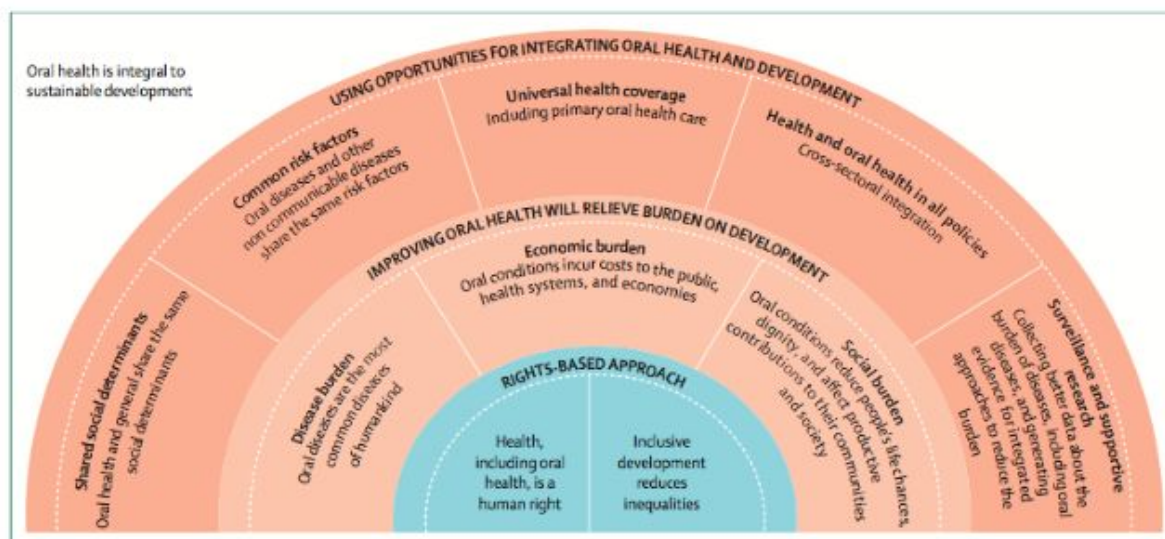 Oral health is integral to
sustainable development
USING OPPORTUNITIES FOR INTEGRATING ORAL HEALTH AND DEVELOPMENT
Shared social determinants
Oral health and general share the same
social determinants
Common risk factors
Oral diseases and other
non communicable diseases
share the same risk factors
Universal health coverage
Including primary oral health care
Health and oral health in all policies
Cross-sectoral integration
Surveillance and supportive
research
Collecting better data about the
burden of diseases, including oral
diseases, and generating
evidence for integrated
approaches to reduce the
burden
IMPROVING ORAL HEALTH WILL RELIEVE BURDEN ON DEVELOPMENT
Disease burden
Oral diseases are the most
common diseases
of humankind
Economic burden
Oral conditions incur costs to the public,
health systems, and economies
Social burden
Oral conditions reduce people's life chances,
dignity, and affect productive
contributions to their communities
and society
RIGHTS-BASED APPROACH
Health,
including oral
health, is a
human right
Inclusive
development
reduces
inequalities